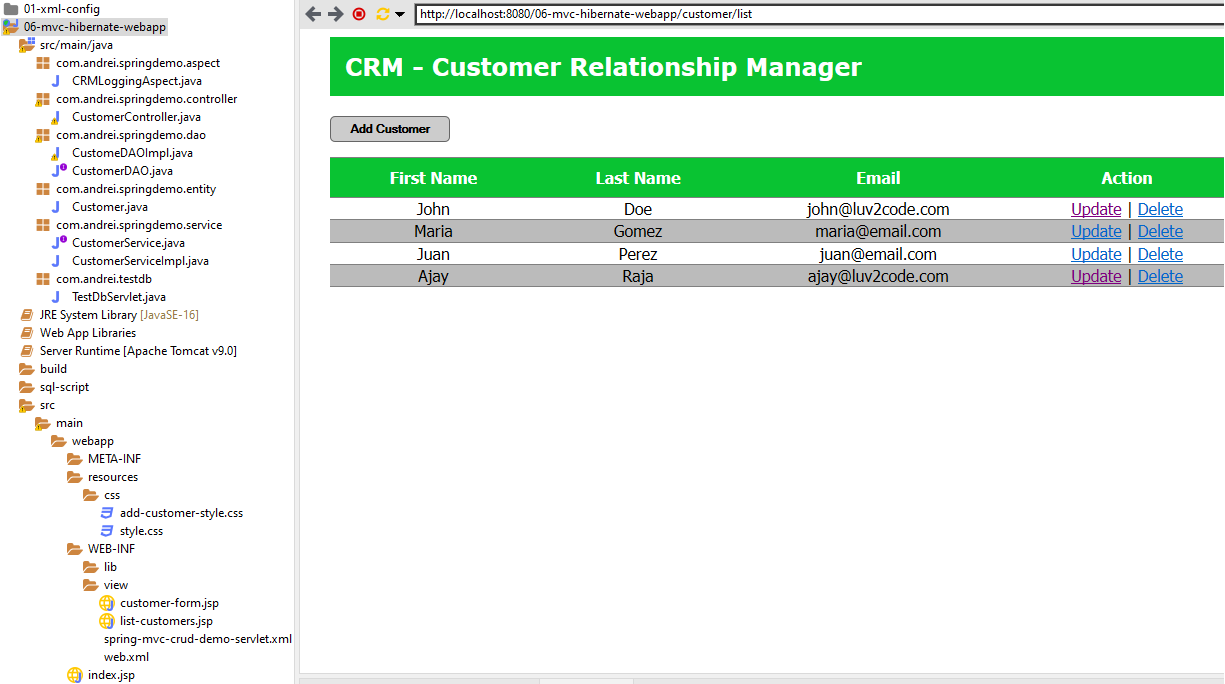 01-xml-config
06-mvc-hibernate-webapp
src/main/java
com.andrei.springdemo.aspect
CRMLoggingAspect.java
com.andrei.springdemo.controller
CustomerController.java
com.andrei.springdemo.dao
CustomeDAOImpl.java
CustomerDAO.java
com.andrei.springdemo.entity
Customer.java
com.andrei.springdemo.service
CustomerService.java
CustomerServiceImpl.java
com.andrei.testdb
TestDbServlet.java
JRE System Library [JavaSE-16]
Web App Libraries
Server Runtime [Apache Tomcat v9.0]
build
sql-script
src
main
webapp
META-INF
resources
css
add-customer-style.css
style.css
WEB-INF
lib
view
customer-form.jsp
list-customers.jsp
spring-mvc-crud-demo-servlet.xml
web.xml
index.jsp
http://localhost:8080/06-mvc-hibernate-webapp/customer/list
CRM - Customer Relationship Manager
Add Customer
First Name Last Name Email Action
John Doe john@luv2code.com Update | Delete
Maria Gomez maria@email.com Update | Delete
Juan Perez juan@email.com Update | Delete
Ajay Raja ajay@luv2code.com Update | Delete